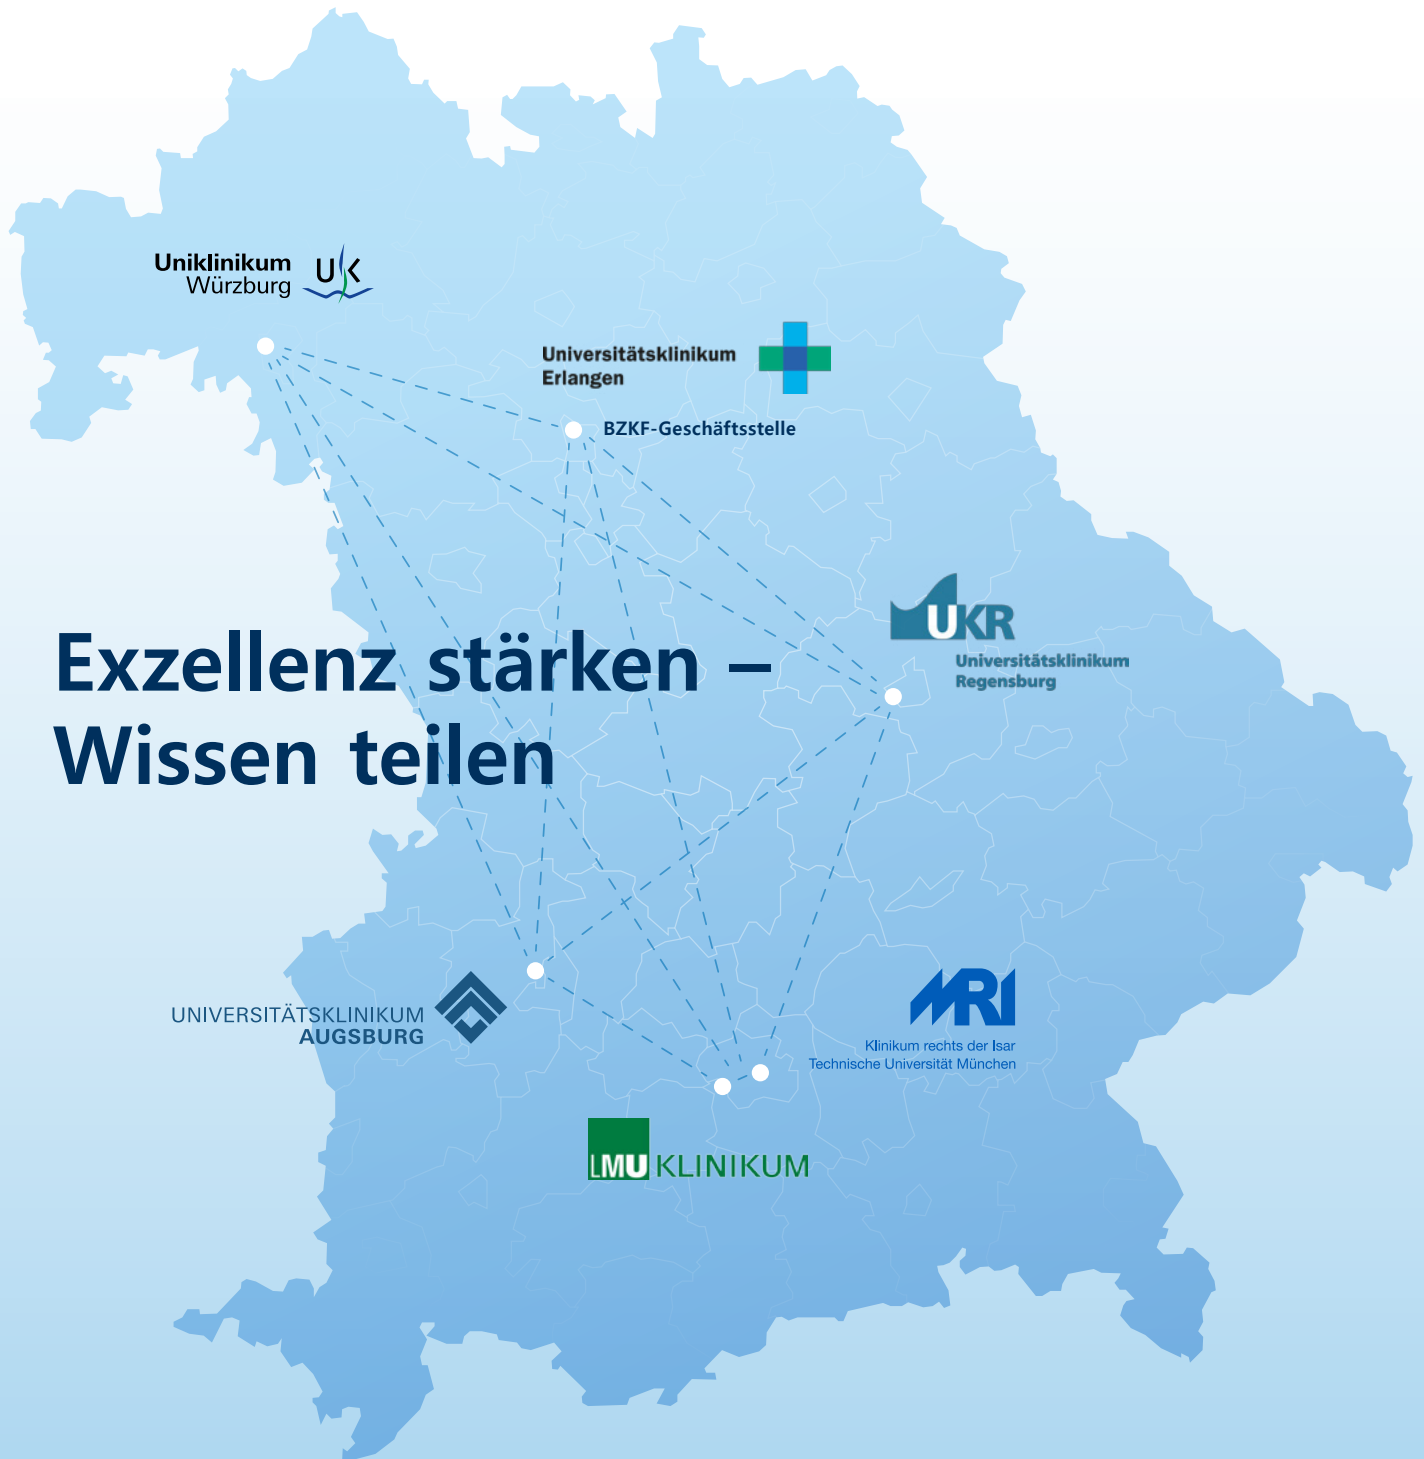 Uniklinikum
Würzburg
UK
Universitätsklinikum
Erlangen
BZKF-Geschäftsstelle
UKR
Universitätsklinikum
Regensburg
Exzellenz stärken –
Wissen teilen
UNIVERSITÄTSKLINIKUM
AUGSBURG
MRI
Klinikum rechts der Isar
Technische Universität München
LMU KLINIKUM